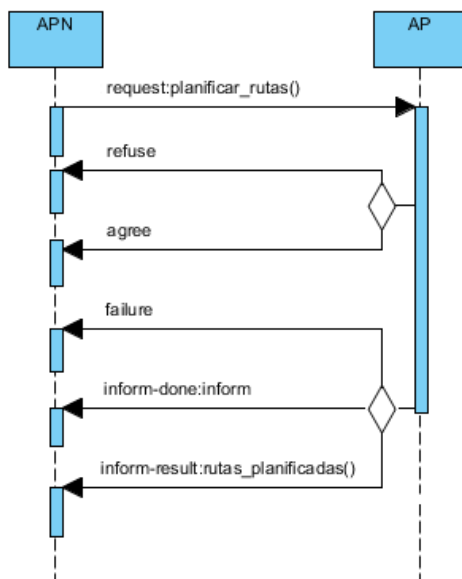 APN
AP
request:planificar_rutas()
refuse
agree
failure
inform-done:inform
inform-result:rutas_planificadas()